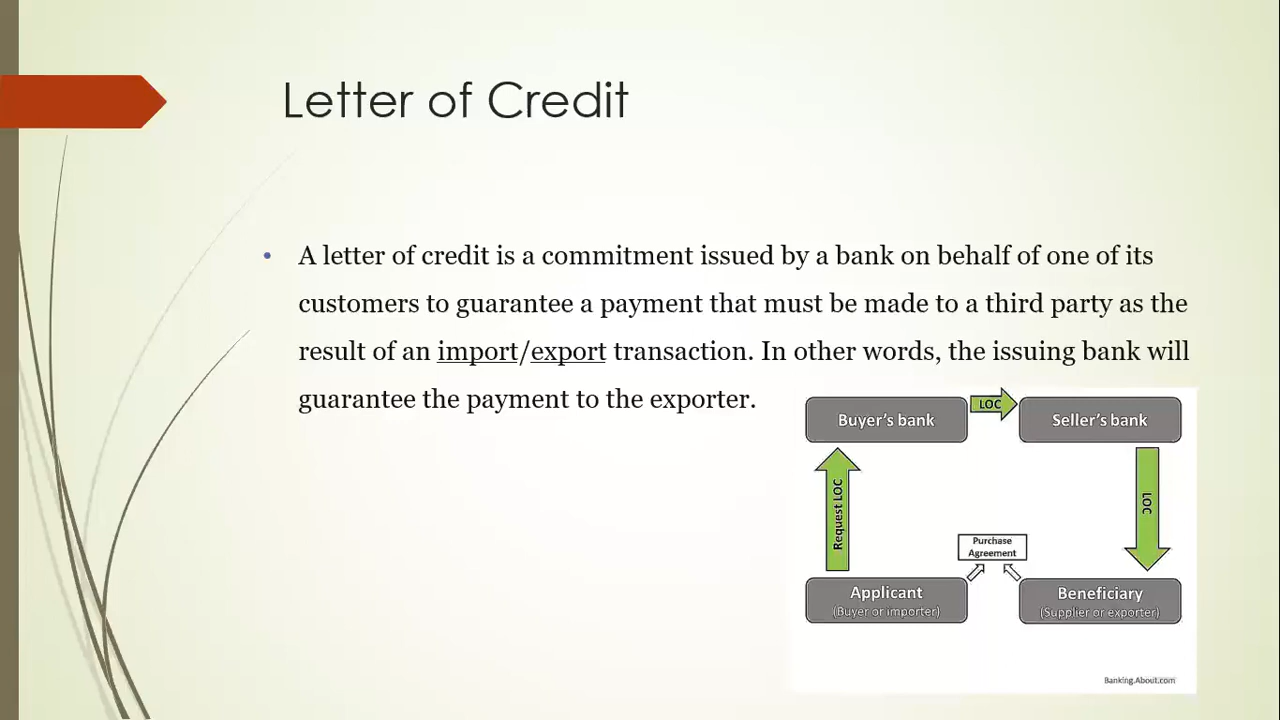 Letter of Credit
• A letter of credit is a commitment issued by a bank on behalf of one of its
customers to guarantee a payment that must be made to a third party as the
result of an import/export transaction. In other words, the issuing bank will
guarantee the payment to the exporter.
Buyer's bank
LOC
Seller's bank
Request LOC
LOC
Purchase
Agreement
Applicant
(Buyer or importer)
Beneficiary
(Supplier or exporter)
Banking.About.com